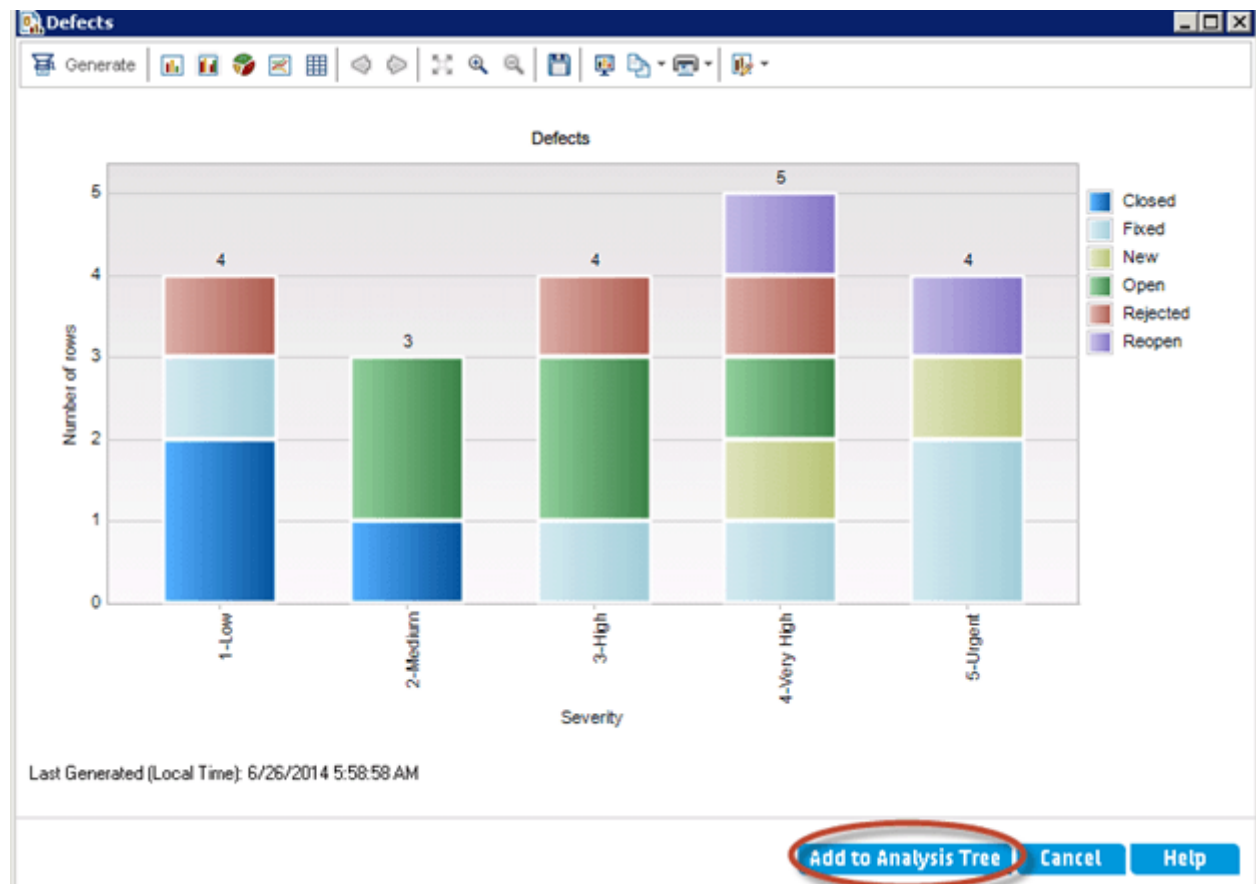 Defects
Generate
Defects
5
4
3
2
1
0
Number of rows
4
3
4
5
4
1-Low
2-Medium
3-High
4-Very High
5-Urgent
Severity
Closed
Fixed
New
Open
Rejected
Reopen
Last Generated (Local Time): 6/26/2014 5:58:58 AM
Add to Analysis Tree
Cancel
Help